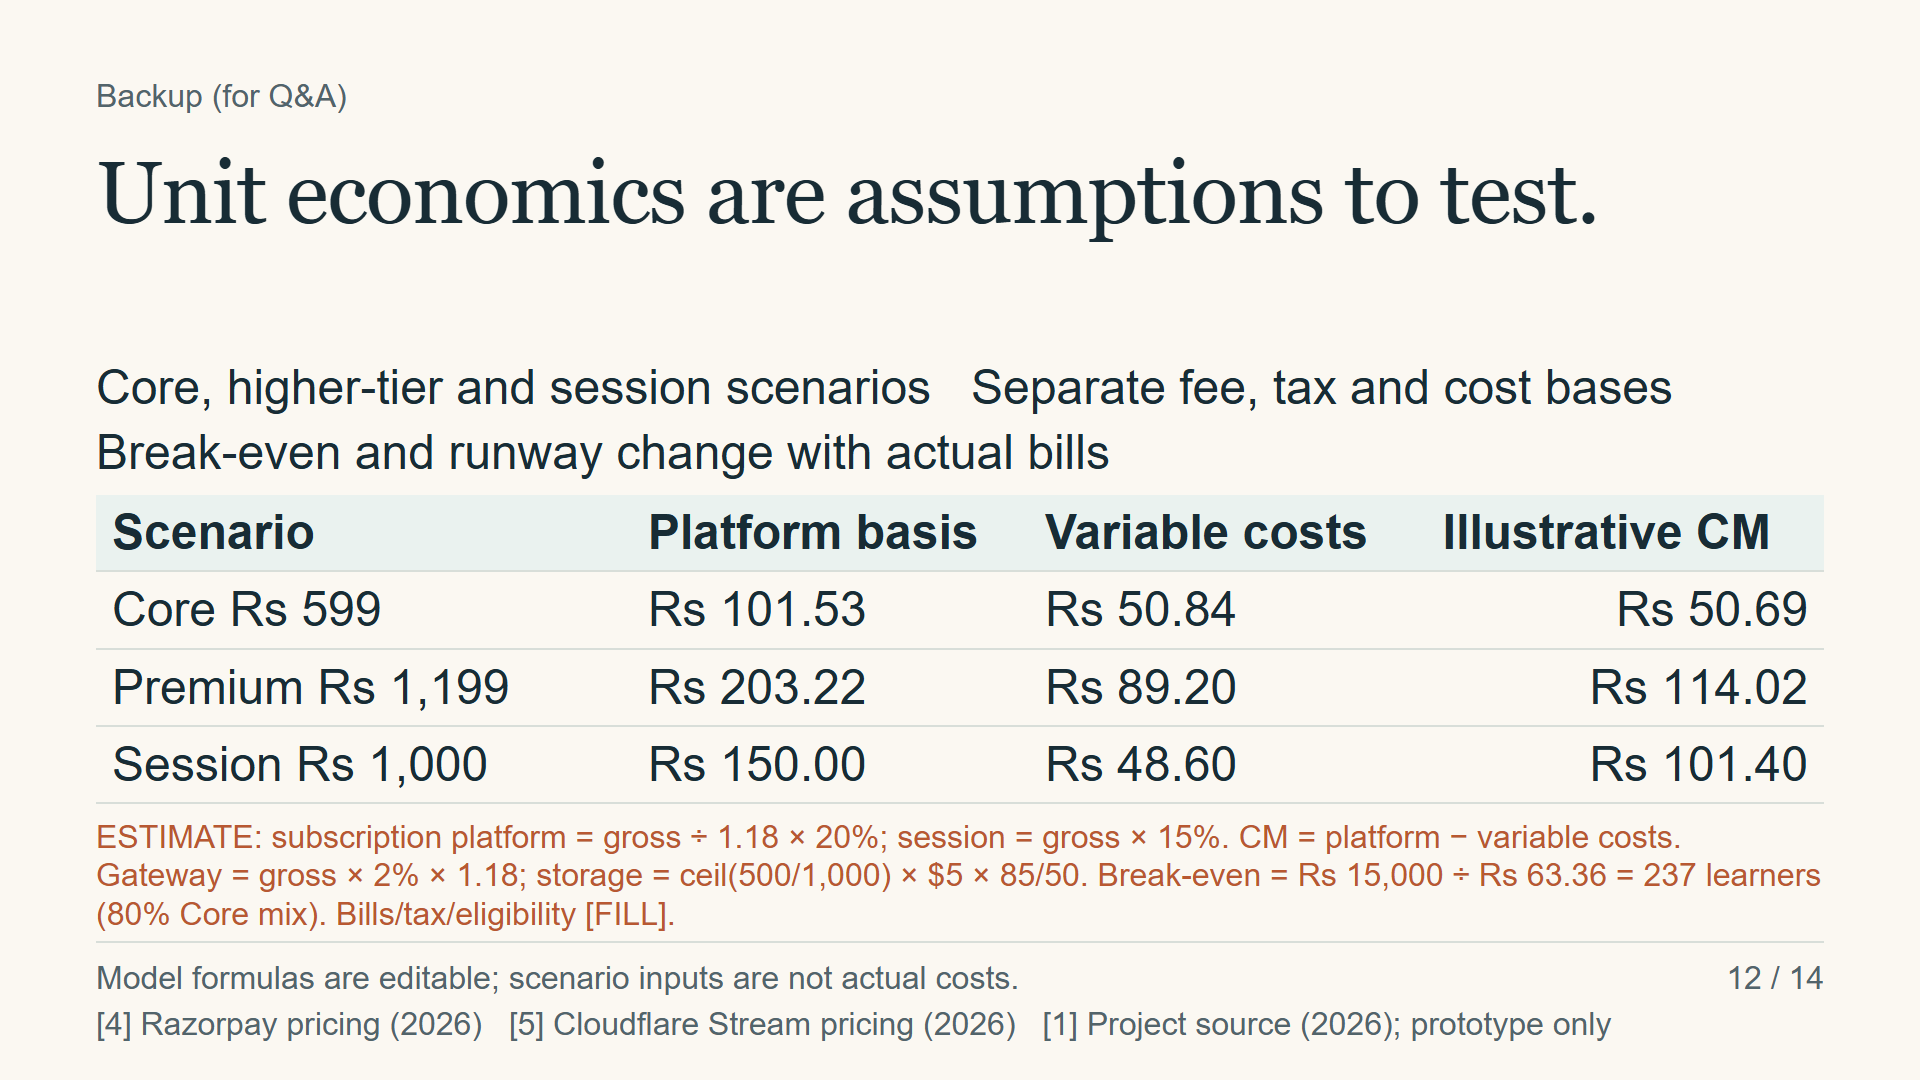 Backup (for Q&A)
Unit economics are assumptions to test.
Core, higher-tier and session scenarios   Separate fee, tax and cost bases
Break-even and runway change with actual bills
Scenario   Platform basis   Variable costs   Illustrative CM
Core Rs 599   Rs 101.53   Rs 50.84   Rs 50.69
Premium Rs 1,199   Rs 203.22   Rs 89.20   Rs 114.02
Session Rs 1,000   Rs 150.00   Rs 48.60   Rs 101.40
ESTIMATE: subscription platform = gross ÷ 1.18 × 20%; session = gross × 15%. CM = platform − variable costs.
Gateway = gross × 2% × 1.18; storage = ceil(500/1,000) × $5 × 85/50. Break-even = Rs 15,000 ÷ Rs 63.36 = 237 learners
(80% Core mix). Bills/tax/eligibility [FILL].
Model formulas are editable; scenario inputs are not actual costs.   12 / 14
[4] Razorpay pricing (2026)   [5] Cloudflare Stream pricing (2026)   [1] Project source (2026); prototype only